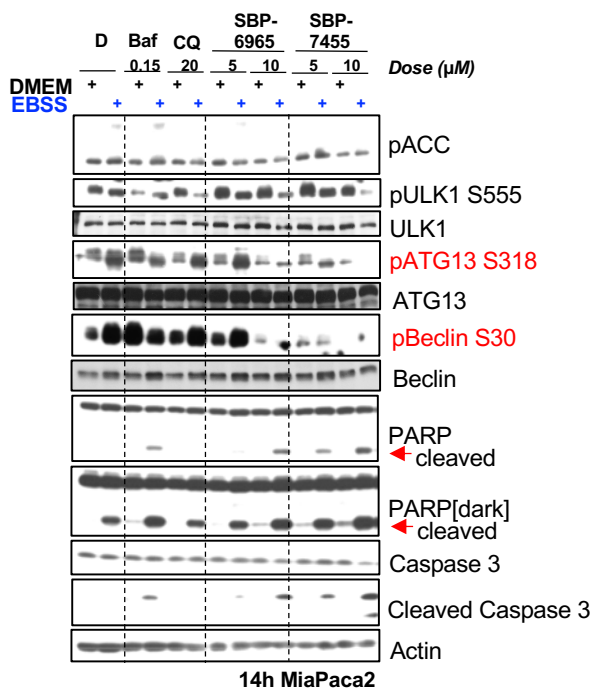 SBP- SBP-
D Baf CQ 6965 7455
0.15 20 5 10 5 10 Dose (µM)
DMEM + + + + + + +
EBSS + + + + + + +
pACC
pULK1 S555
ULK1
pATG13 S318
ATG13
pBeclin S30
Beclin
PARP
cleaved
PARP[dark]
cleaved
Caspase 3
Cleaved Caspase 3
Actin
14h MiaPaca2